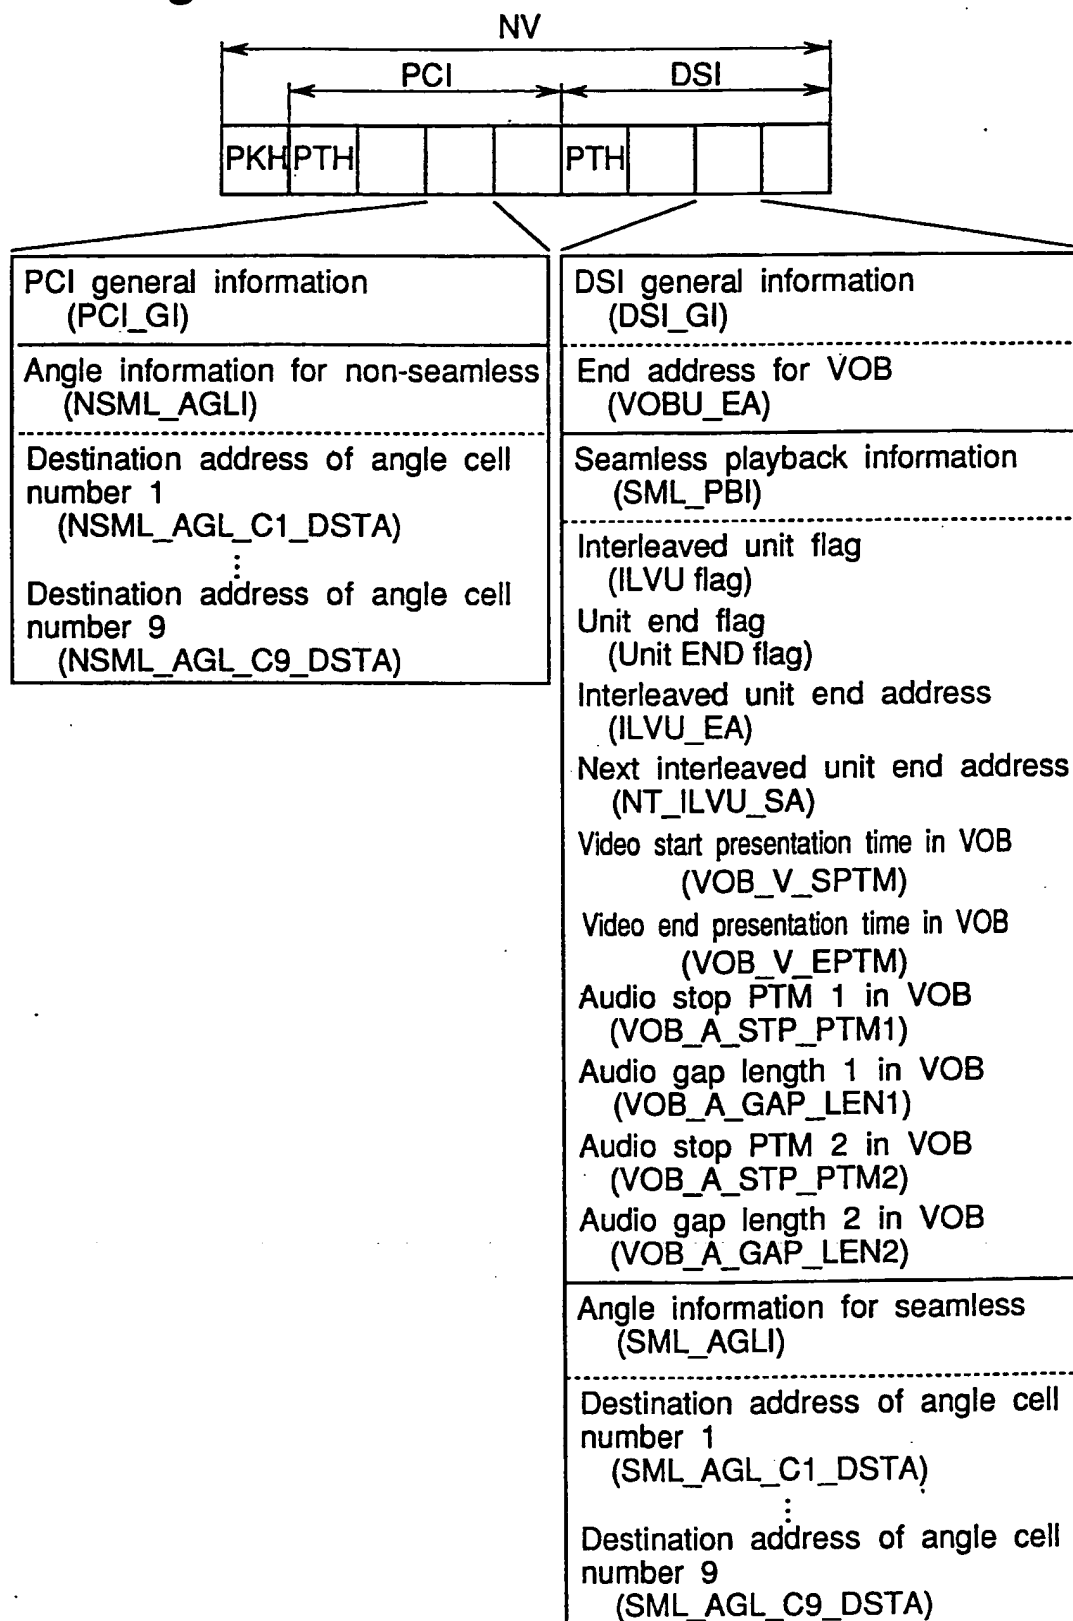 NV
PCI
DSI
PKH PTH PTH
PCI general information
(PCI_GI)
Angle information for non-seamless
(NSML_AGLI)
Destination address of angle cell
number 1
(NSML_AGL_C1_DSTA)
⋮
Destination address of angle cell
number 9
(NSML_AGL_C9_DSTA)
DSI general information
(DSI_GI)
End address for VOB
(VOBU_EA)
Seamless playback information
(SML_PBI)
Interleaved unit flag
(ILVU flag)
Unit end flag
(Unit END flag)
Interleaved unit end address
(ILVU_EA)
Next interleaved unit end address
(NT_ILVU_SA)
Video start presentation time in VOB
(VOB_V_SPTM)
Video end presentation time in VOB
(VOB_V_EPTM)
Audio stop PTM 1 in VOB
(VOB_A_STP_PTM1)
Audio gap length 1 in VOB
(VOB_A_GAP_LEN1)
Audio stop PTM 2 in VOB
(VOB_A_STP_PTM2)
Audio gap length 2 in VOB
(VOB_A_GAP_LEN2)
Angle information for seamless
(SML_AGLI)
Destination address of angle cell
number 1
(SML_AGL_C1_DSTA)
⋮
Destination address of angle cell
number 9
(SML_AGL_C9_DSTA)